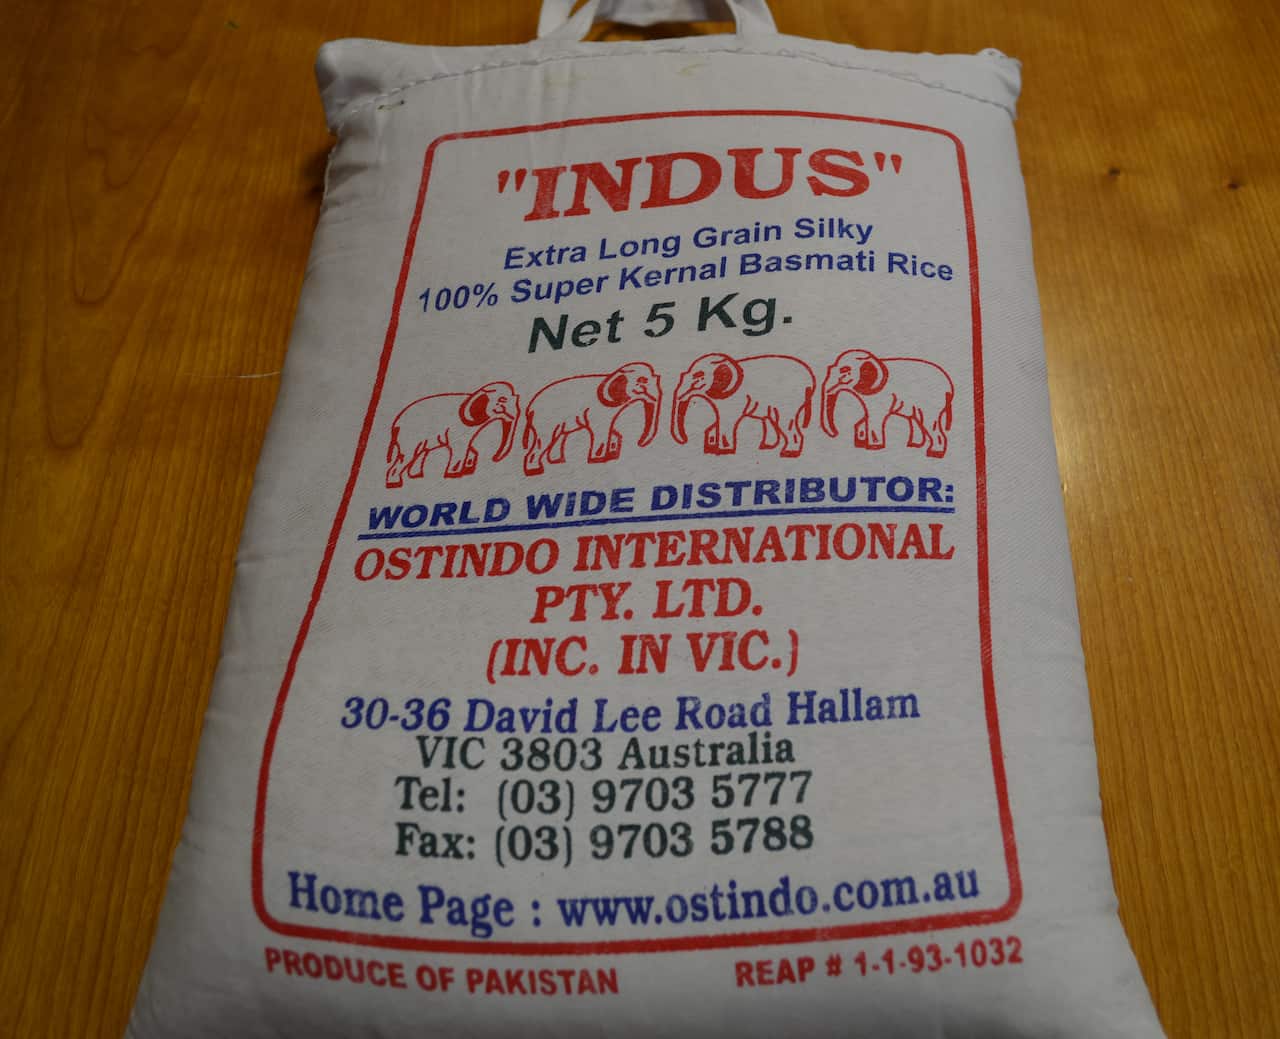 "INDUS"
Extra Long Grain Silky
100% Super Kernal Basmati Rice
Net 5 Kg.
WORLD WIDE DISTRIBUTOR:
OSTINDO INTERNATIONAL
PTY. LTD.
(INC. IN VIC.)
30-36 David Lee Road Hallam
VIC 3803 Australia
Tel: (03) 9703 5777
Fax: (03) 9703 5788
Home Page : www.ostindo.com.au
PRODUCE OF PAKISTAN
REAP # 1-1-93-1032